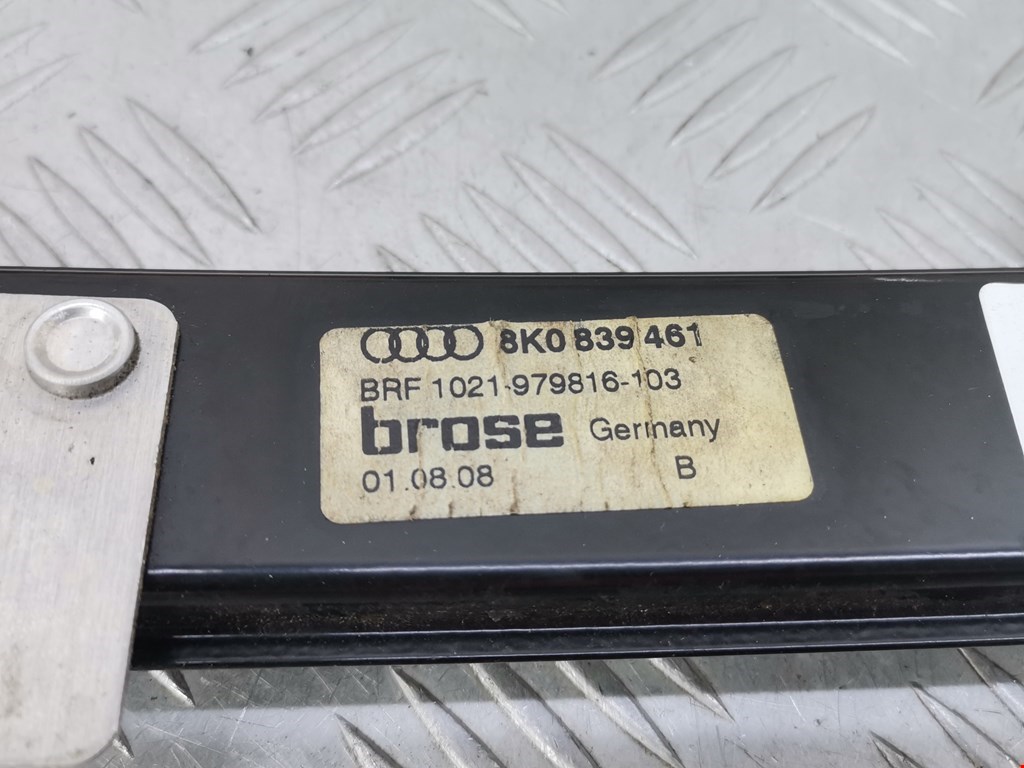 8K0 839 461
BRF 1021-979816-103
brose Germany
01.08.08 B